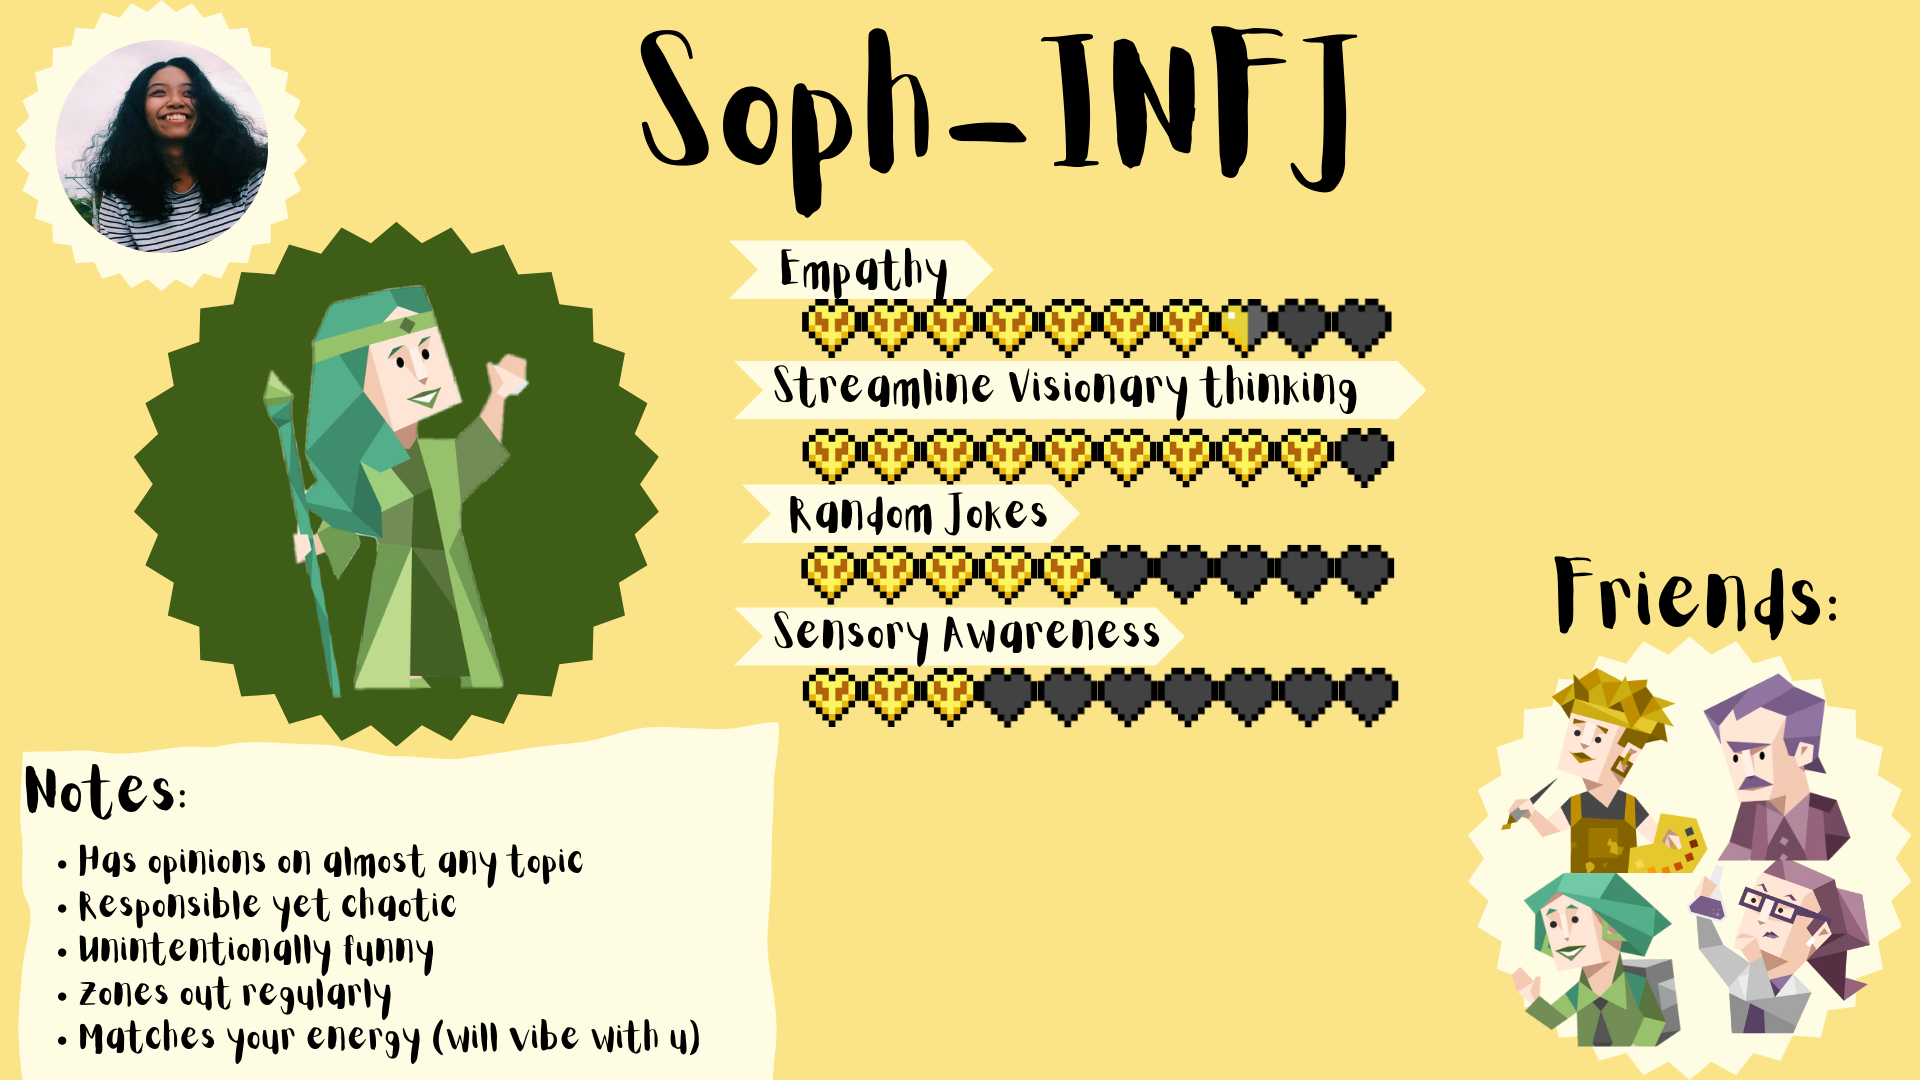 Soph-INFJ
Empathy
Streamline Visionary thinking
Random Jokes
Sensory Awareness
Friends:
Notes:
• Has opinions on almost any topic
• Responsible yet chaotic
• Unintentionally funny
• Zones out regularly
• Matches your energy (will vibe with u)